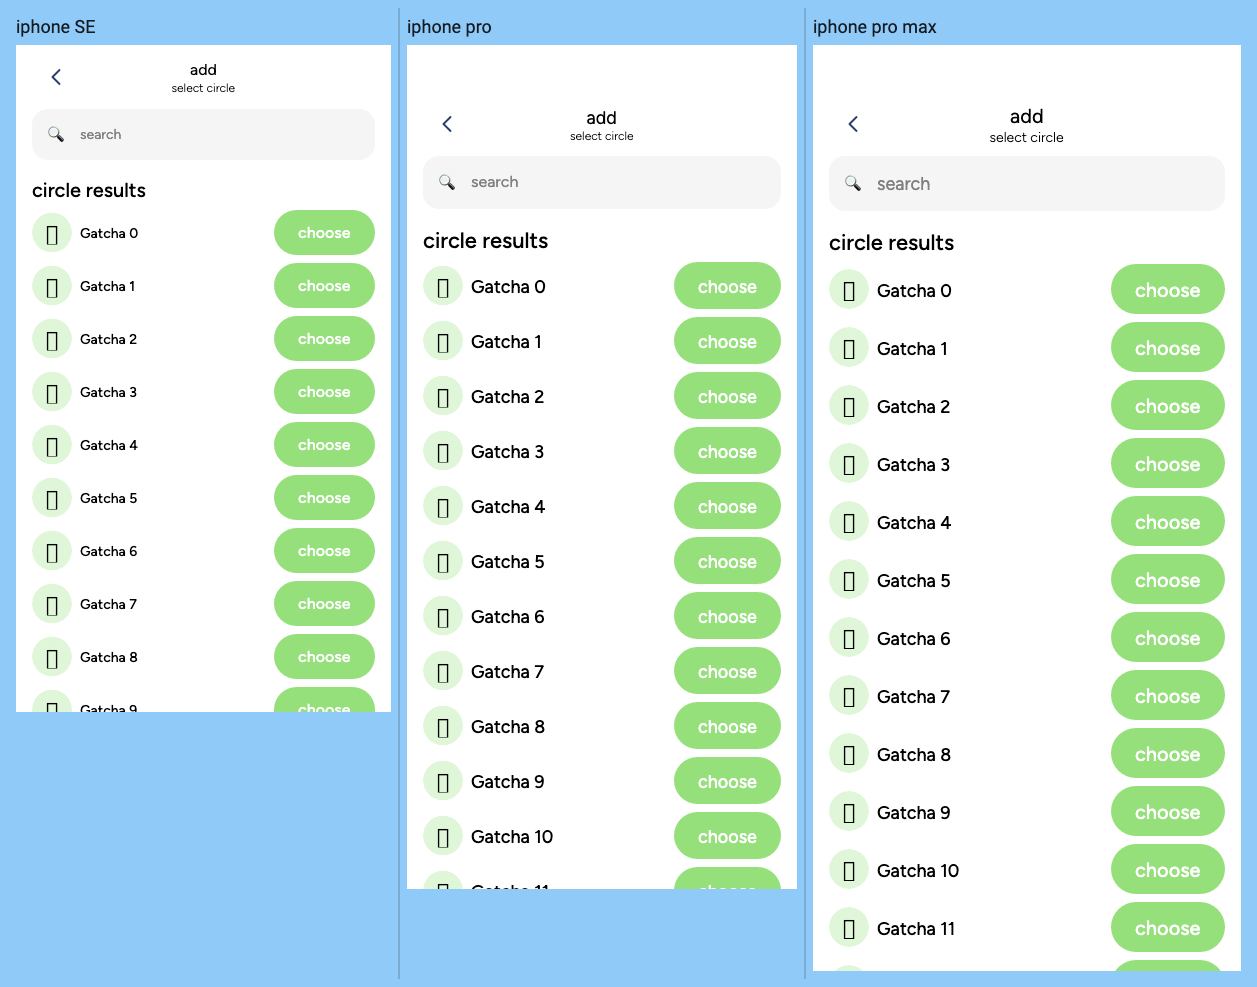 iphone SE
add
select circle
search
circle results
Gatcha 0 choose
Gatcha 1 choose
Gatcha 2 choose
Gatcha 3 choose
Gatcha 4 choose
Gatcha 5 choose
Gatcha 6 choose
Gatcha 7 choose
Gatcha 8 choose
Gatcha 9 choose
iphone pro
add
select circle
search
circle results
Gatcha 0 choose
Gatcha 1 choose
Gatcha 2 choose
Gatcha 3 choose
Gatcha 4 choose
Gatcha 5 choose
Gatcha 6 choose
Gatcha 7 choose
Gatcha 8 choose
Gatcha 9 choose
Gatcha 10 choose
Gatcha 11 choose
iphone pro max
add
select circle
search
circle results
Gatcha 0 choose
Gatcha 1 choose
Gatcha 2 choose
Gatcha 3 choose
Gatcha 4 choose
Gatcha 5 choose
Gatcha 6 choose
Gatcha 7 choose
Gatcha 8 choose
Gatcha 9 choose
Gatcha 10 choose
Gatcha 11 choose